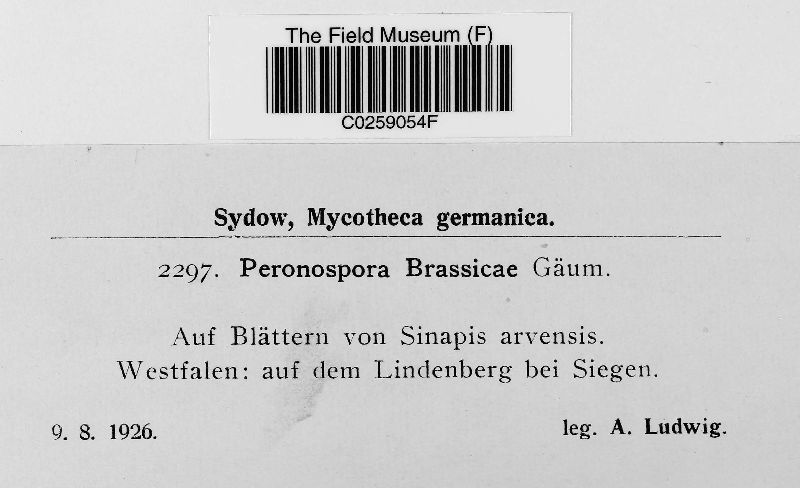 The Field Museum (F)
C0259054F
Sydow, Mycotheca germanica.
2297. Peronospora Brassicae Gäum.
Auf Blättern von Sinapis arvensis.
Westfalen: auf dem Lindenberg bei Siegen.
9. 8. 1926. leg. A. Ludwig.